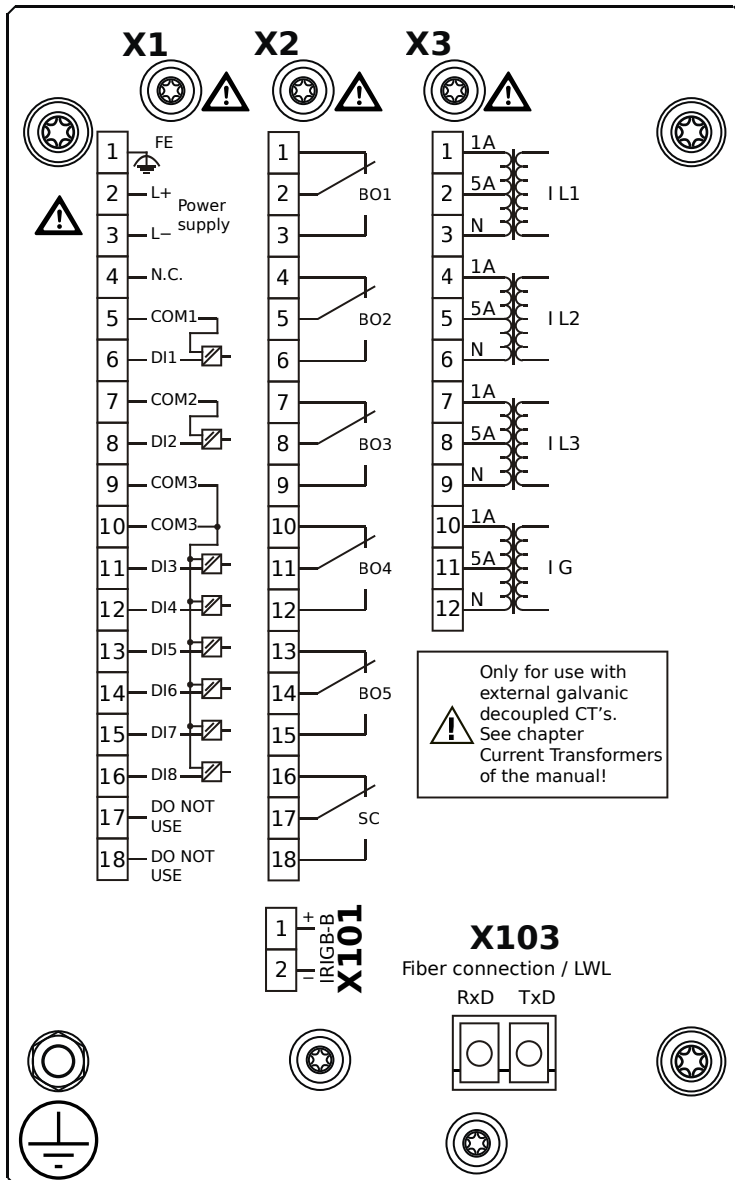 X1 X2 X3
1 FE
2 L+
Power
supply
3 L−
4 N.C.
5 COM1
6 DI1
7 COM2
8 DI2
9 COM3
10 COM3
11 DI3
12 DI4
13 DI5
14 DI6
15 DI7
16 DI8
17 DO NOT
USE
18 DO NOT
USE
1
2 BO1
3
4
5 BO2
6
7
8 BO3
9
10
11 BO4
12
13
14 BO5
15
16
17 SC
18
1 1A
2 5A I L1
3 N
4 1A
5 5A I L2
6 N
7 1A
8 5A I L3
9 N
10 1A
11 5A I G
12 N
Only for use with
external galvanic
decoupled CT's.
See chapter
Current Transformers
of the manual!
1 +
2 −
IRIGB-B
X101
X103
Fiber connection / LWL
RxD TxD